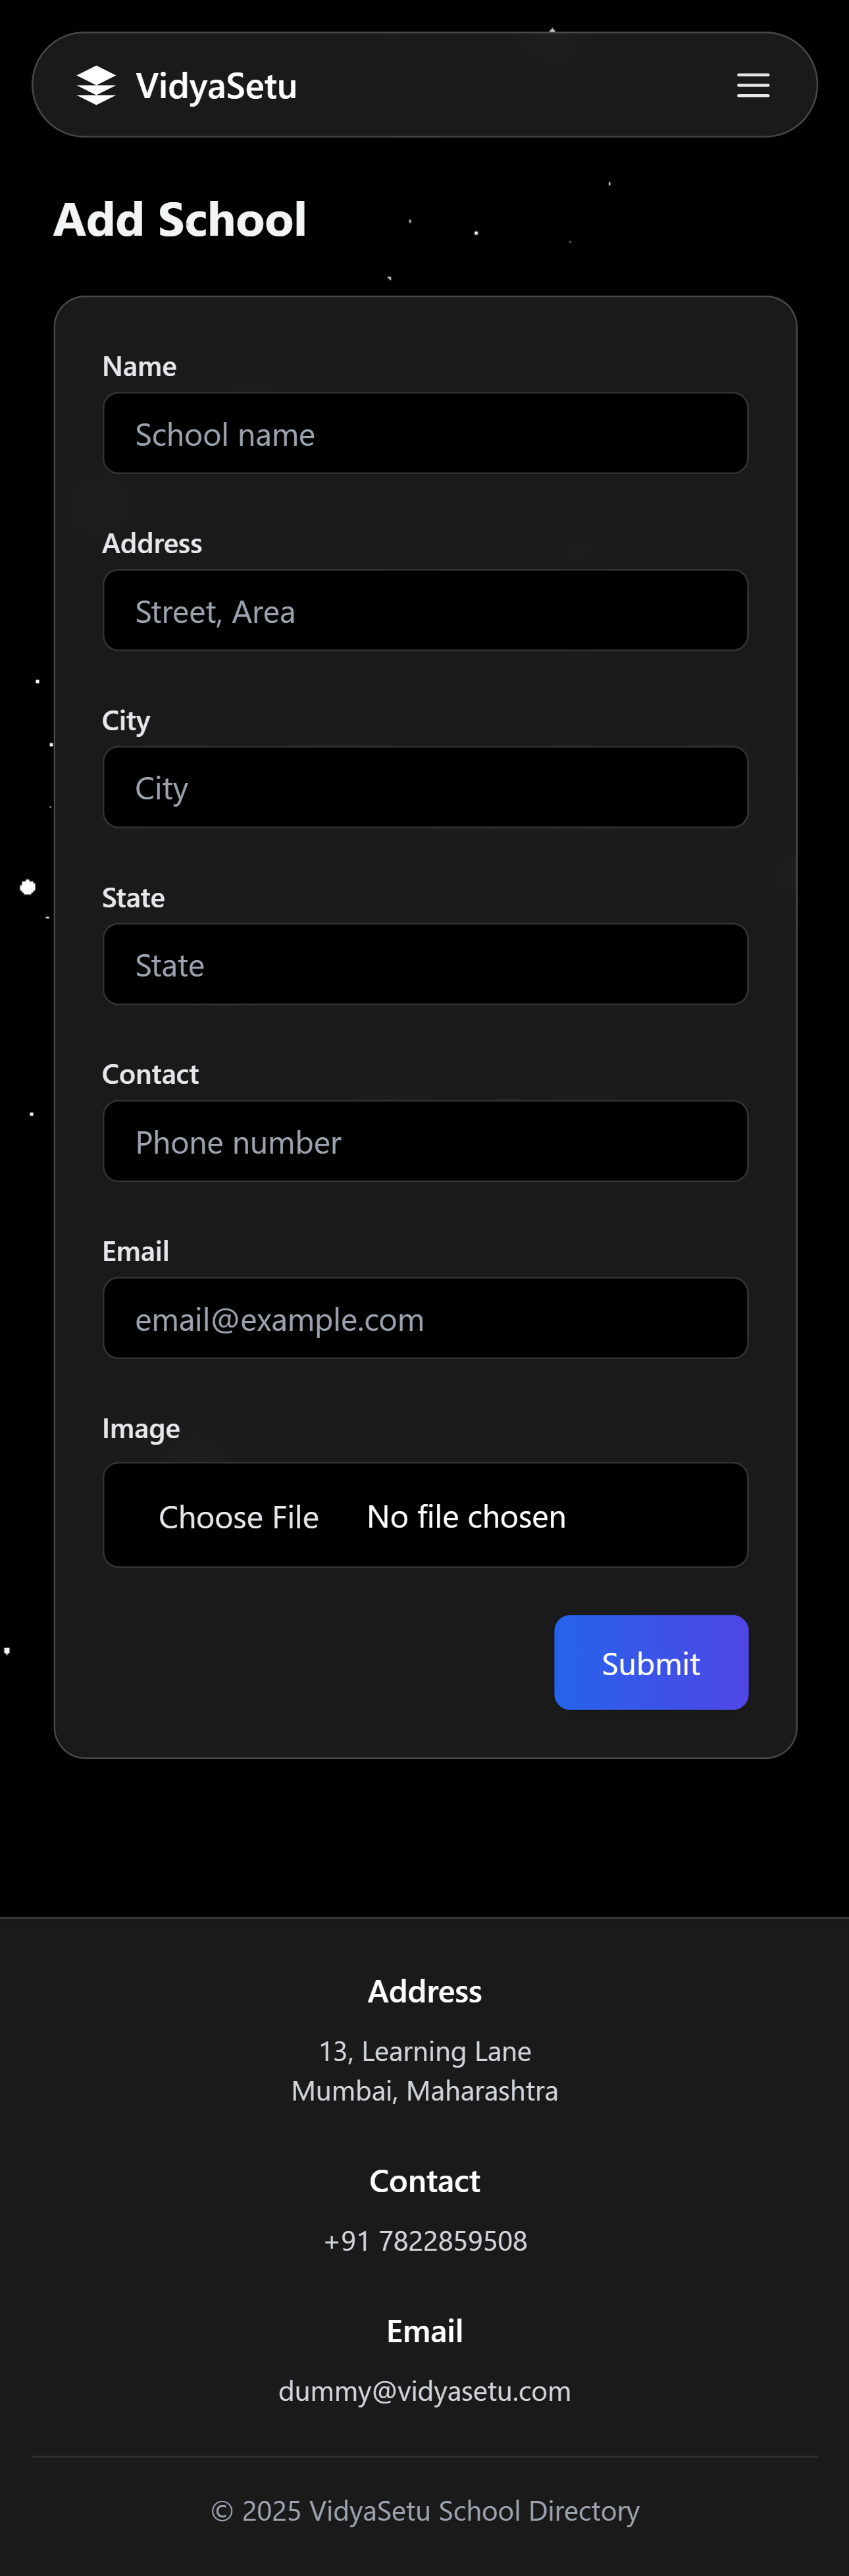 VidyaSetu
Add School
Name
School name
Address
Street, Area
City
City
State
State
Contact
Phone number
Email
email@example.com
Image
Choose File No file chosen
Submit
Address
13, Learning Lane
Mumbai, Maharashtra
Contact
+91 7822859508
Email
dummy@vidyasetu.com
© 2025 VidyaSetu School Directory